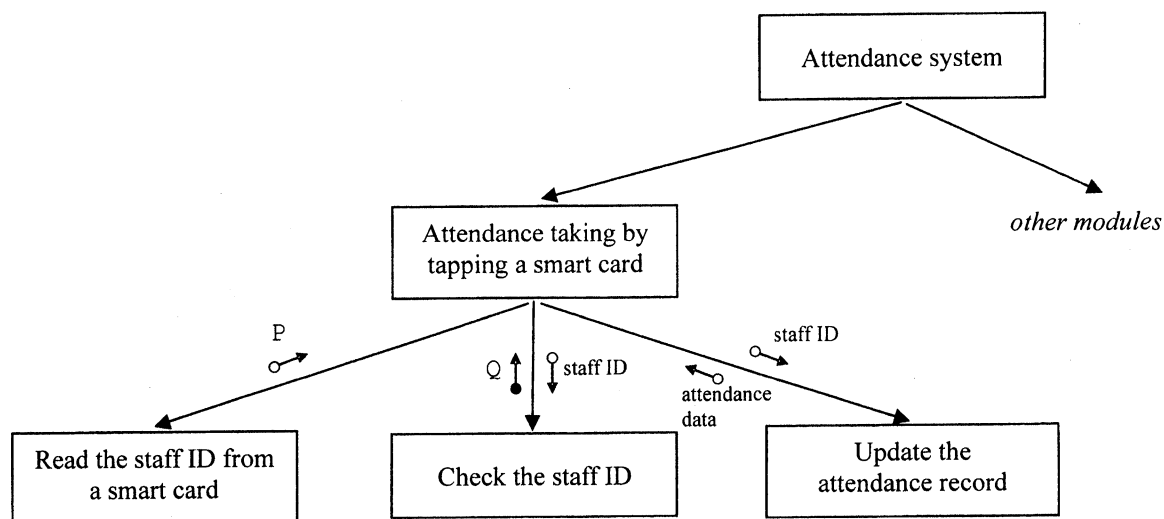 Attendance system
other modules
Attendance taking by
tapping a smart card
P
Q
staff ID
staff ID
attendance
data
Read the staff ID from
a smart card
Check the staff ID
Update the
attendance record